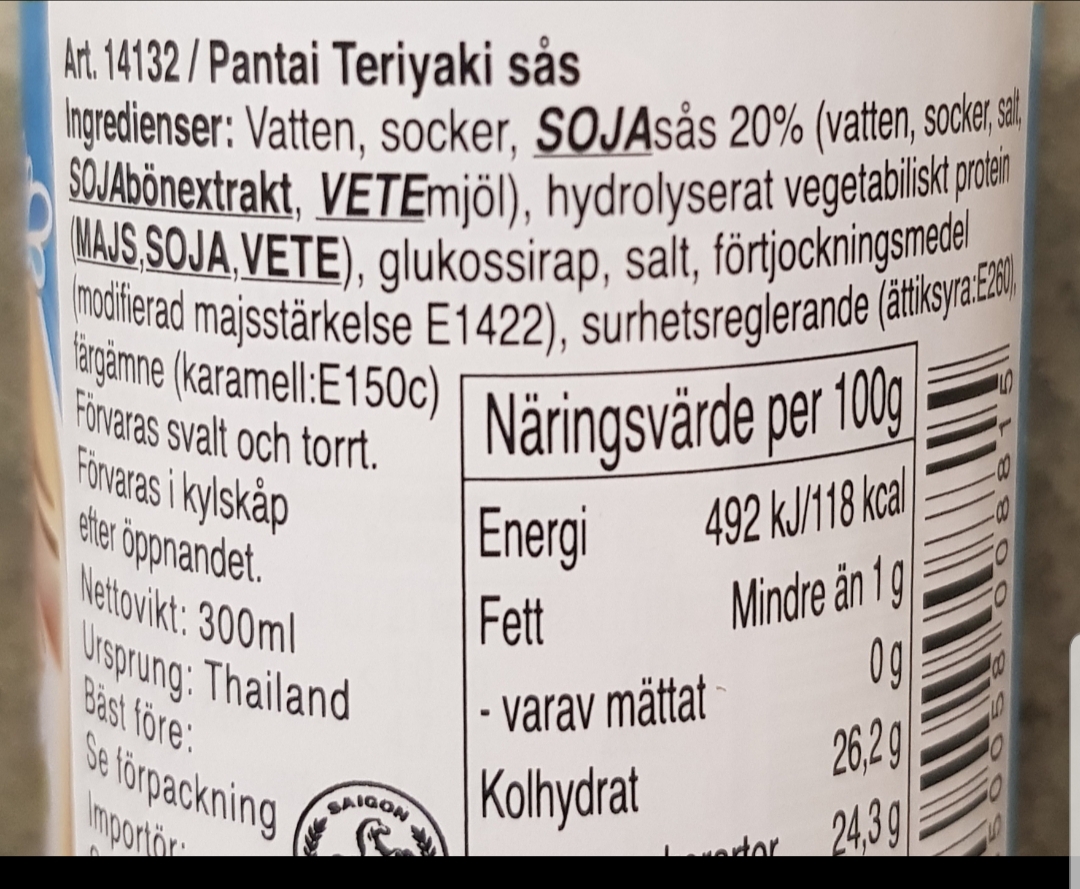 Art. 14132 / Pantai Teriyaki sås
Ingredienser: Vatten, socker, SOJAsås 20% (vatten, socker, salt,
SOJAbönextrakt, VETEmjöl), hydrolyserat vegetabiliskt protein
(MAJS,SOJA,VETE), glukossirap, salt, förtjockningsmedel
(modifierad majsstärkelse E1422), surhetsreglerande (ättiksyra:E260),
färgämne (karamell:E150c)
Förvaras svalt och torrt.
Förvaras i kylskåp
efter öppnandet.
Nettovikt: 300ml
Ursprung: Thailand
Bäst före:
Se förpackning
Importör:
SAIGON
Näringsvärde per 100g
Energi 492 kJ/118 kcal
Fett Mindre än 1 g
- varav mättat 0 g
Kolhydrat 26,2 g
24,3 g